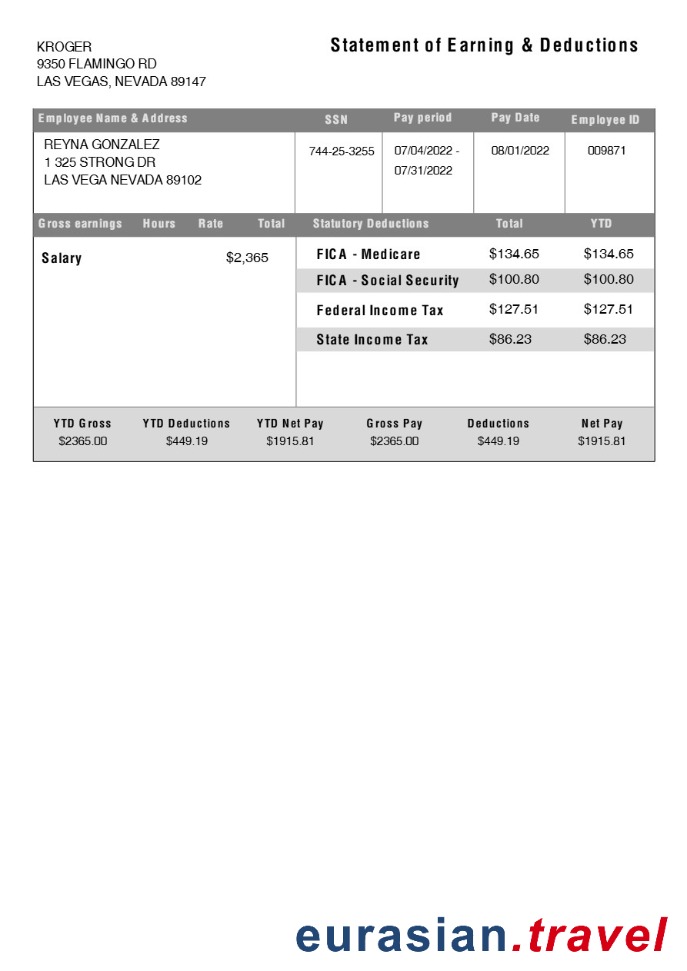 KROGER
9350 FLAMINGO RD
LAS VEGAS, NEVADA 89147
Statement of Earning & Deductions
Employee Name & Address SSN Pay period Pay Date Employee ID
REYNA GONZALEZ
1 325 STRONG DR
LAS VEGA NEVADA 89102
744-25-3255
07/04/2022 -
07/31/2022
08/01/2022
009871
Gross earnings Hours Rate Total Statutory Deductions Total YTD
Salary $2,365
FICA - Medicare $134.65 $134.65
FICA - Social Security $100.80 $100.80
Federal Income Tax $127.51 $127.51
State Income Tax $86.23 $86.23
YTD Gross YTD Deductions YTD Net Pay Gross Pay Deductions Net Pay
$2365.00 $449.19 $1915.81 $2365.00 $449.19 $1915.81
eurasian.travel